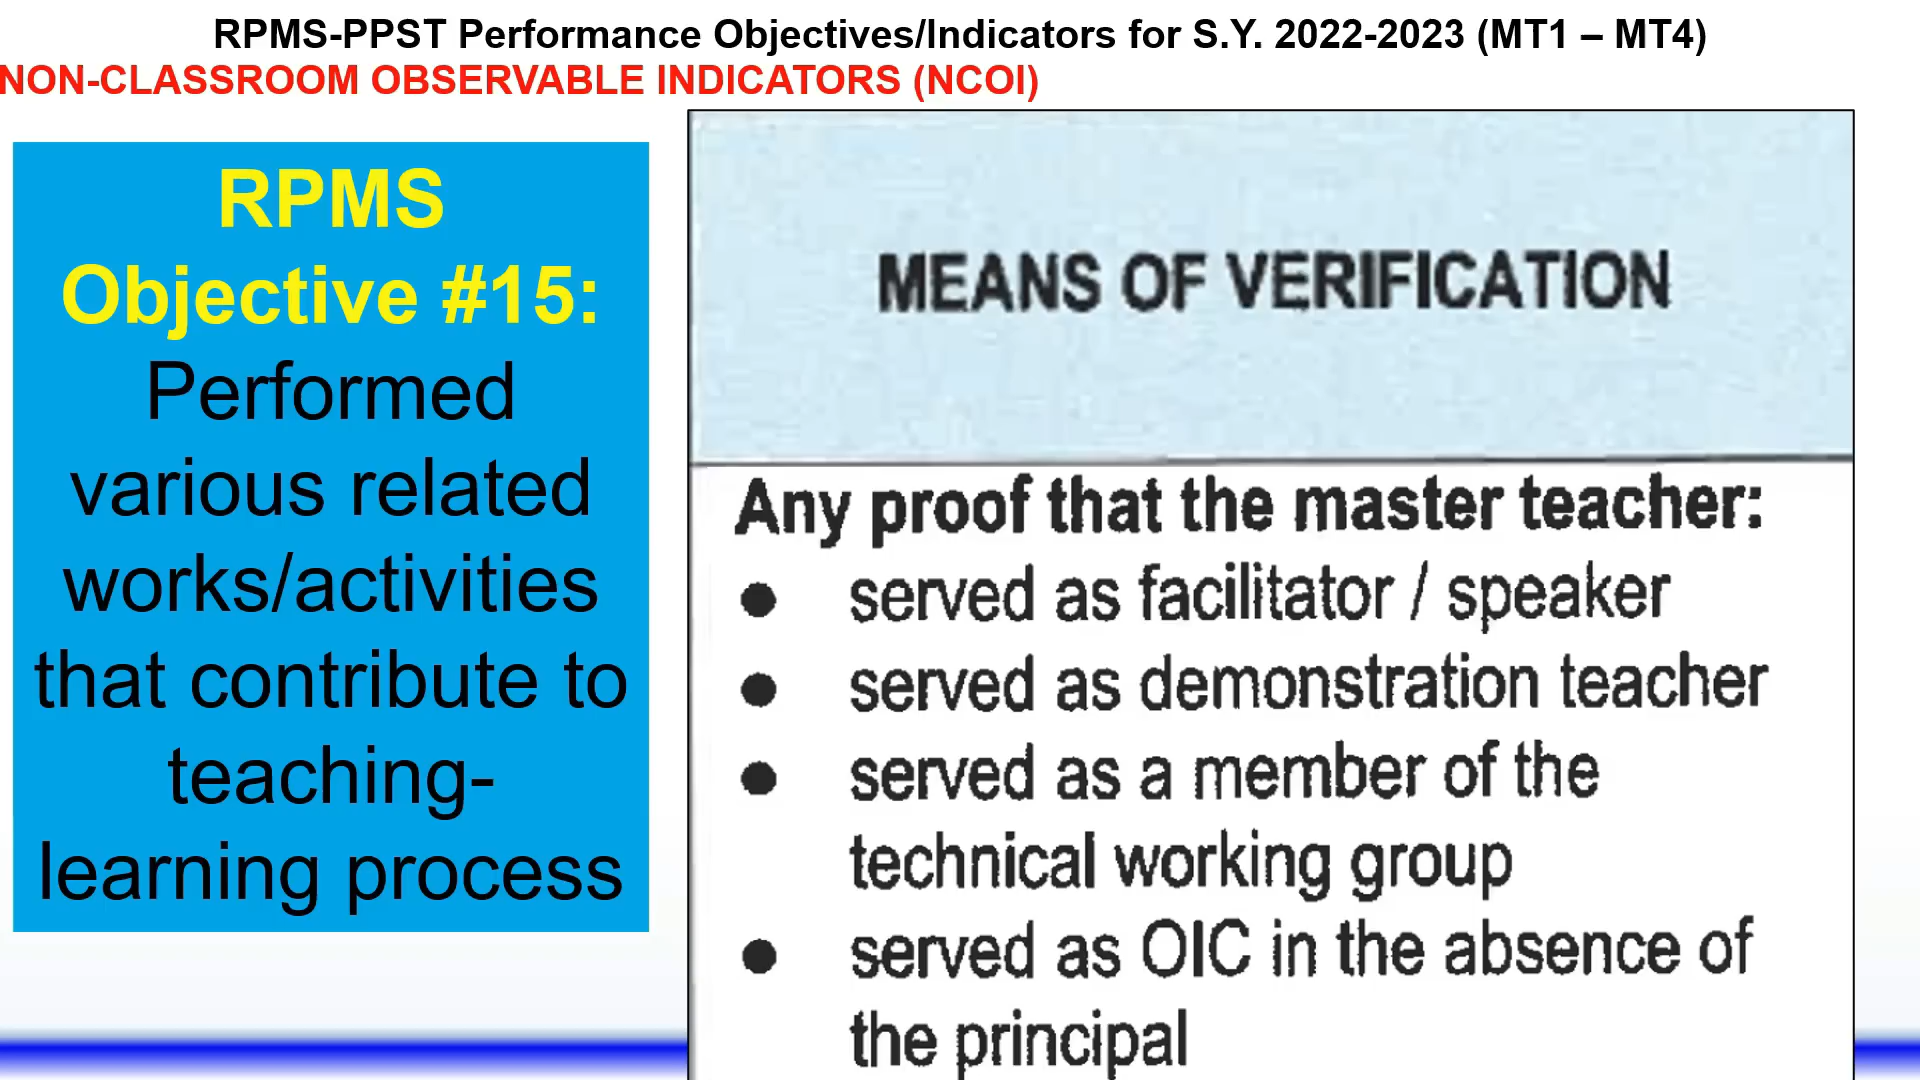 RPMS-PPST Performance Objectives/Indicators for S.Y. 2022-2023 (MT1 – MT4)
NON-CLASSROOM OBSERVABLE INDICATORS (NCOI)
RPMS
Objective #15:
Performed
various related
works/activities
that contribute to
teaching-
learning process
MEANS OF VERIFICATION
Any proof that the master teacher:
● served as facilitator / speaker
● served as demonstration teacher
● served as a member of the
technical working group
● served as OIC in the absence of
the principal